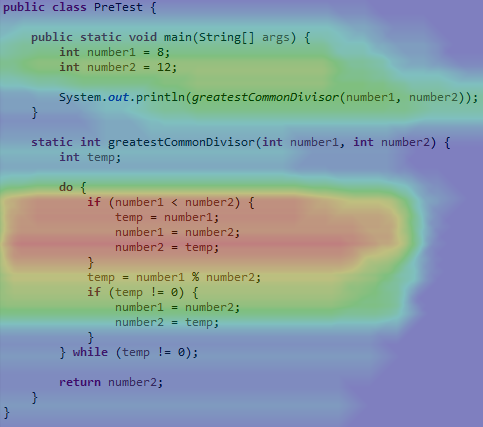 public class PreTest {
public static void main(String[] args) {
int number1 = 8;
int number2 = 12;
System.out.println(greatestCommonDivisor(number1, number2));
}
static int greatestCommonDivisor(int number1, int number2) {
int temp;
do {
if (number1 < number2) {
temp = number1;
number1 = number2;
number2 = temp;
}
temp = number1 % number2;
if (temp != 0) {
number1 = number2;
number2 = temp;
}
} while (temp != 0);
return number2;
}
}